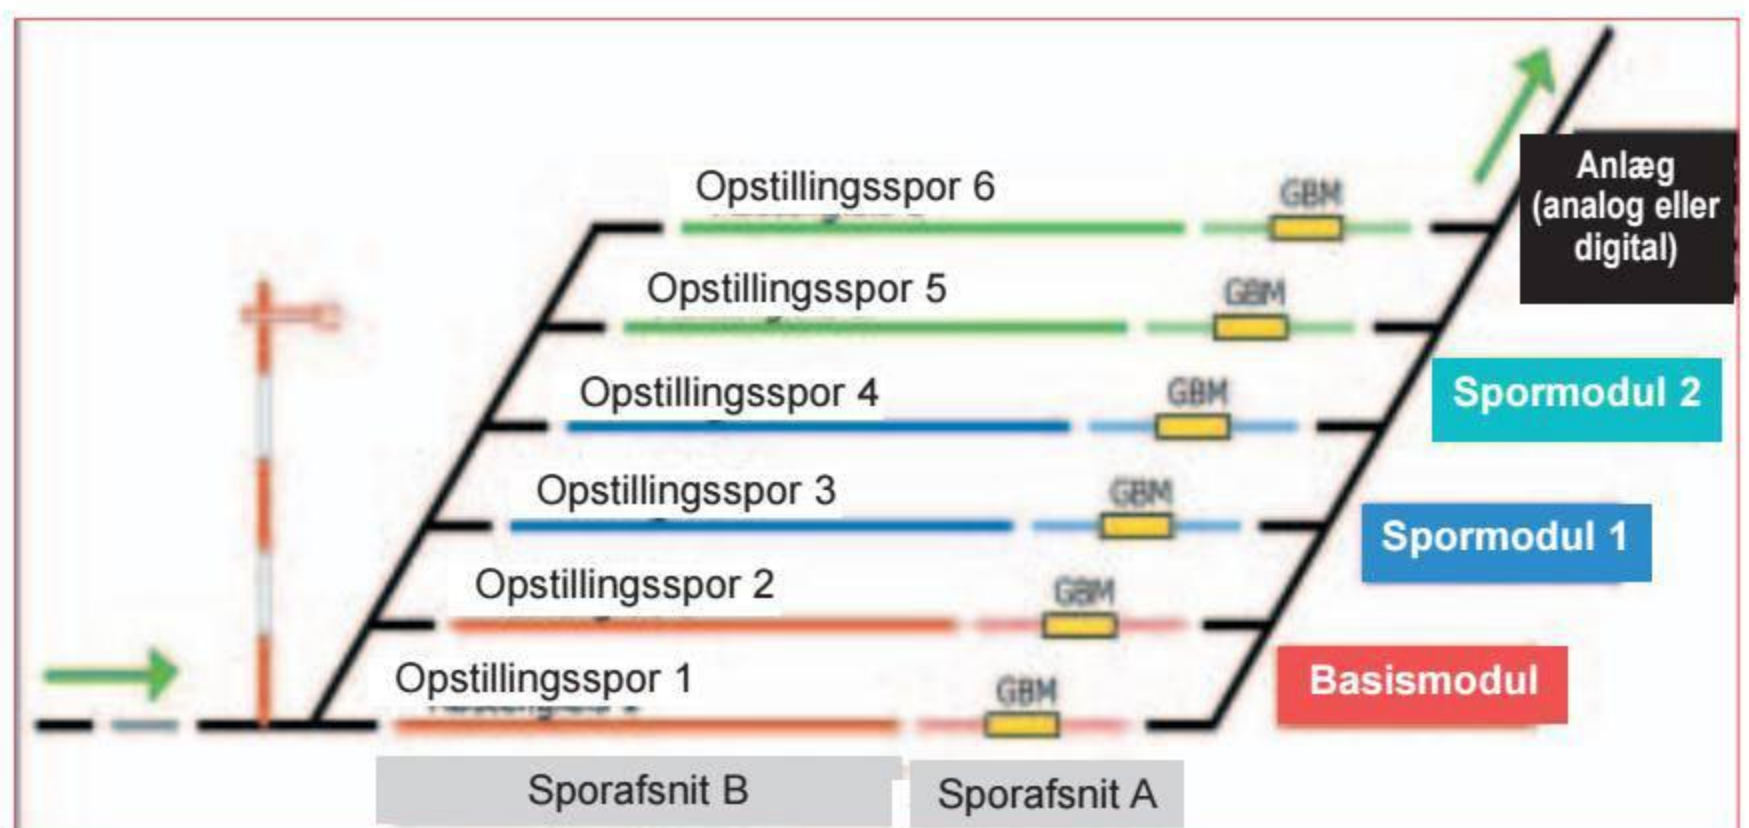 Opstillingsspor 6
GBM
Anlæg
(analog eller
digital)
Opstillingsspor 5
GBM
Opstillingsspor 4
GBM
Spormodul 2
Opstillingsspor 3
GBM
Spormodul 1
Opstillingsspor 2
GBM
Opstillingsspor 1
GBM
Basismodul
Sporafsnit B
Sporafsnit A